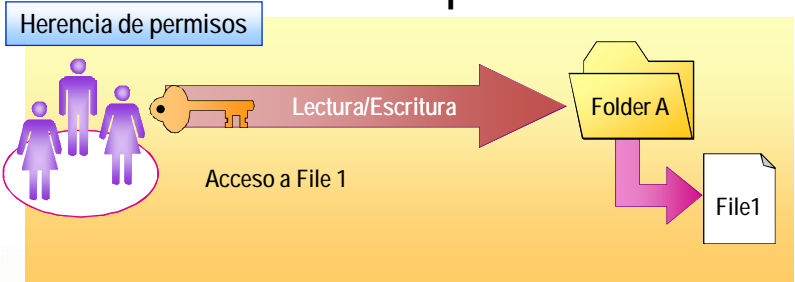 Herencia de permisos
Lectura/Escritura
Folder A
Acceso a File 1
File1